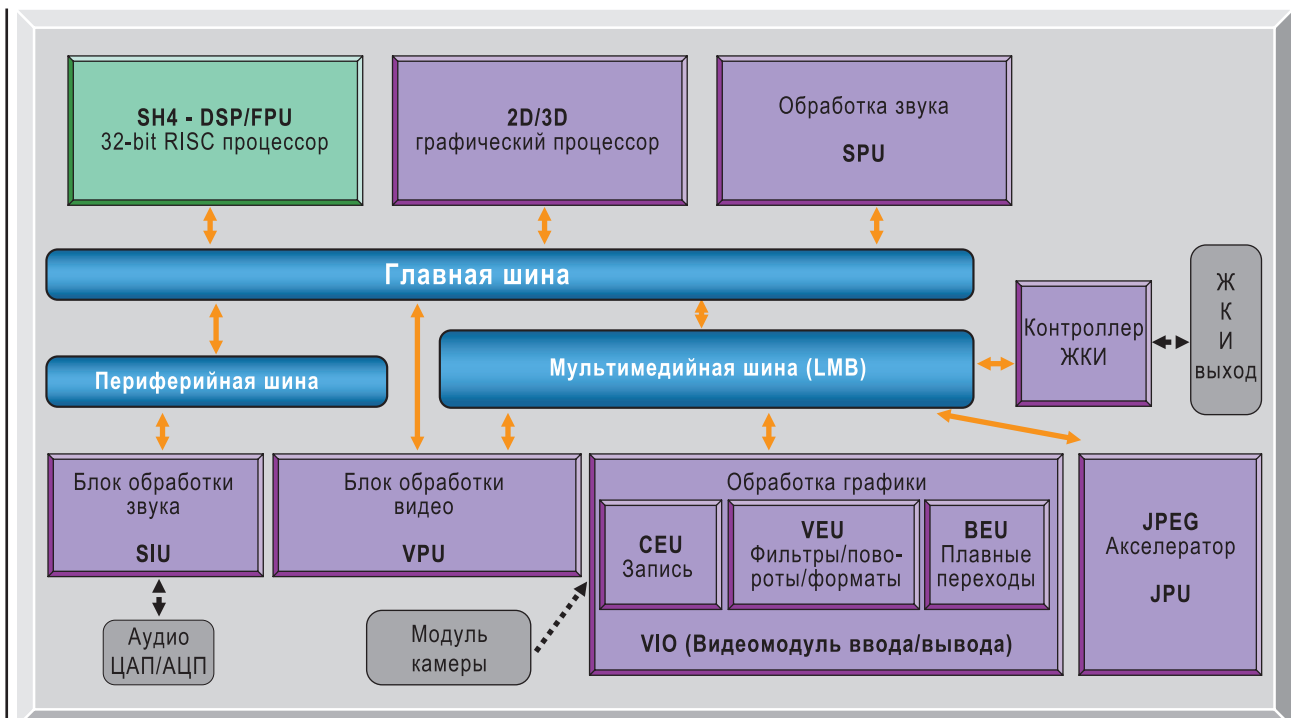 SH4 - DSP/FPU
32-bit RISC процессор
2D/3D
графический процессор
Обработка звука
SPU
Главная шина
Периферийная шина
Мультимедийная шина (LMB)
Контроллер
ЖКИ
Ж
К
И
выход
Блок обработки
звука
SIU
Блок обработки
видео
VPU
Обработка графики
CEU
Запись
VEU
Фильтры/пово-
роты/форматы
BEU
Плавные
переходы
VIO (Видеомодуль ввода/вывода)
JPEG
Акселератор
JPU
Аудио
ЦАП/АЦП
Модуль
камеры